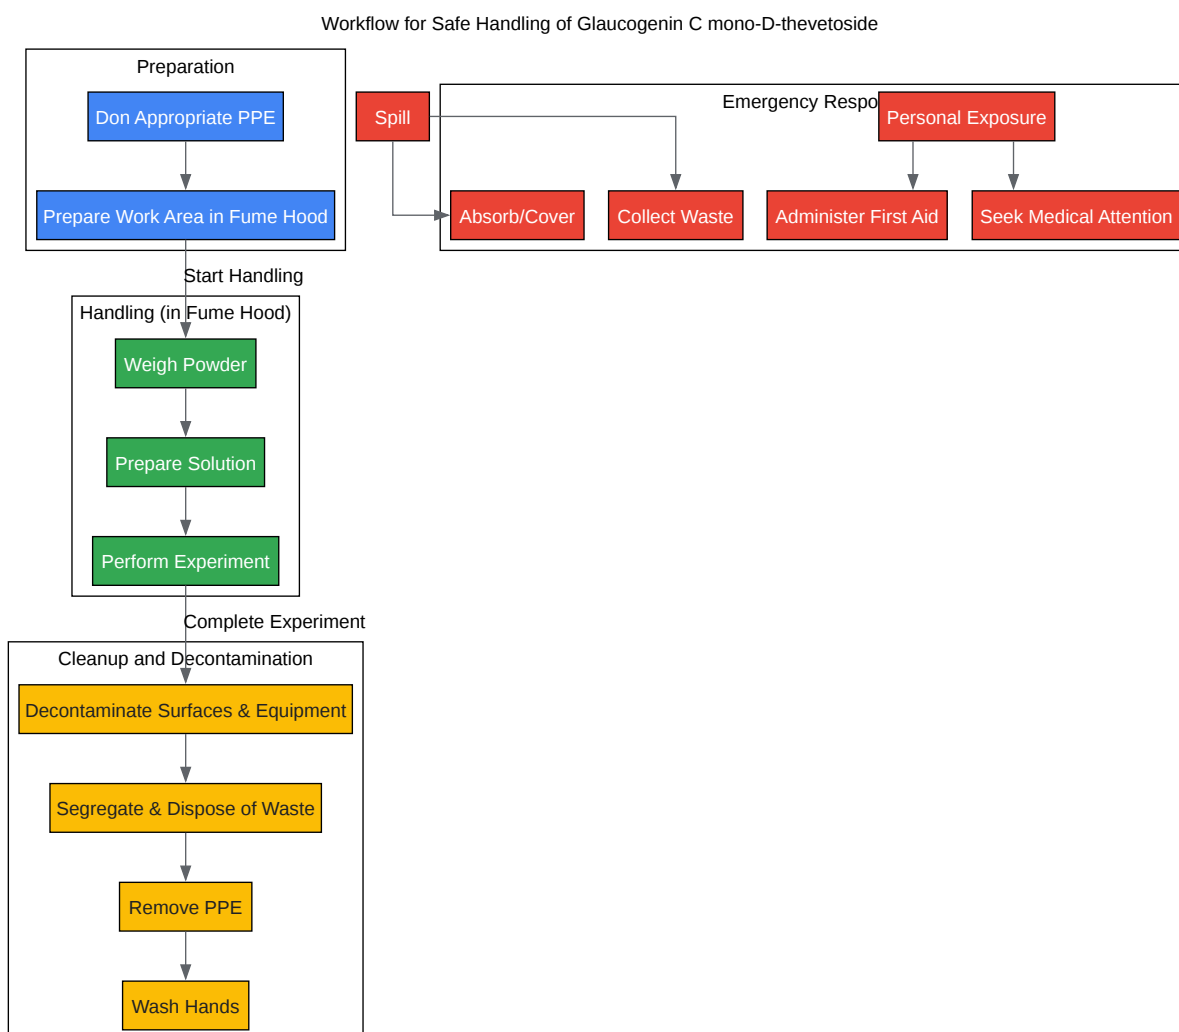 Workflow for Safe Handling of Glaucogenin C mono-D-thevetoside
Preparation
Don Appropriate PPE
Prepare Work Area in Fume Hood
Start Handling
Handling (in Fume Hood)
Weigh Powder
Prepare Solution
Perform Experiment
Complete Experiment
Cleanup and Decontamination
Decontaminate Surfaces & Equipment
Segregate & Dispose of Waste
Remove PPE
Wash Hands
Spill
Emergency Respo
Personal Exposure
Absorb/Cover
Collect Waste
Administer First Aid
Seek Medical Attention